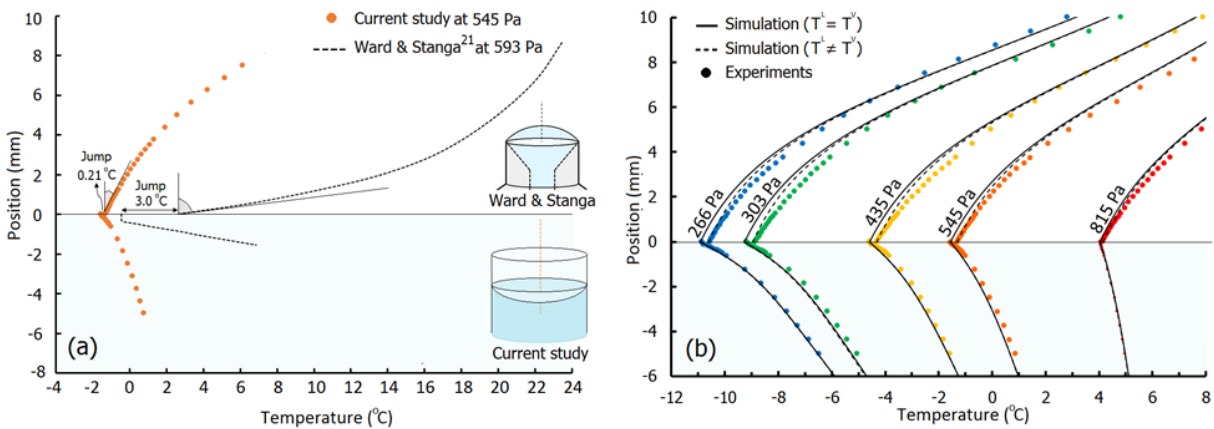 10
8
6
4
2
0
-2
-4
-6
-8
Position (mm)
Current study at 545 Pa
Ward & Stanga21 at 593 Pa
Jump
0.21 °C
Jump
3.0 °C
Ward & Stanga
Current study
(a)
-4 -2 0 2 4 6 8 10 12 14 16 18 20 22 24
Temperature (°C)
10
8
6
4
2
0
-2
-4
-6
Position (mm)
Simulation (TL = TV)
Simulation (TL ≠ TV)
Experiments
266 Pa
303 Pa
435 Pa
545 Pa
815 Pa
(b)
-12 -10 -8 -6 -4 -2 0 2 4 6 8
Temperature (°C)